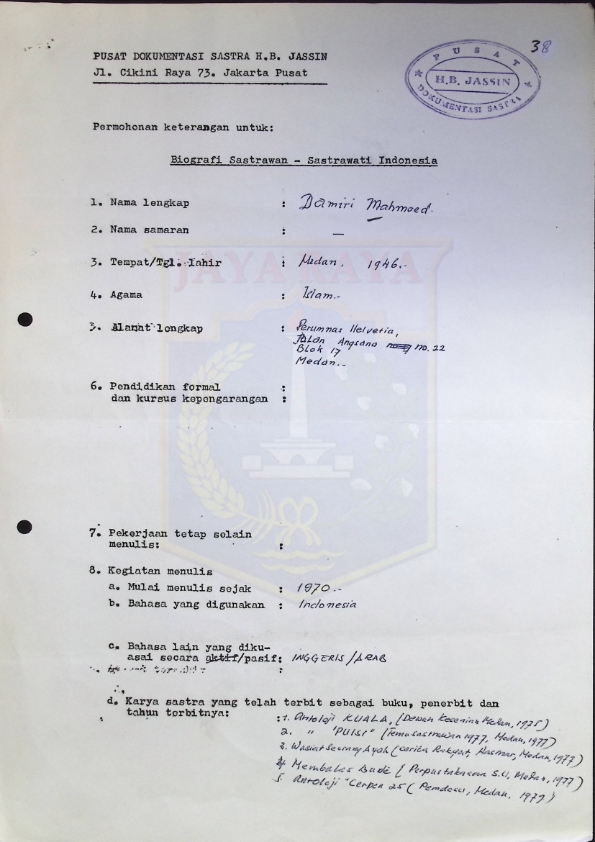 38
PUSAT DOKUMENTASI SASTRA H.B. JASSIN
Jl. Cikini Raya 73. Jakarta Pusat
PUSAT
H.B. JASSIN
DOKUMENTASI SASTRA
Permohonan keterangan untuk:
Biografi Sastrawan - Sastrawati Indonesia
JAYA RAYA
1. Nama lengkap : Damiri Mahmoed.
2. Nama samaran : —
3. Tempat/Tgl. lahir : Medan. 1946.-
4. Agama : Islam.-
5. Alamat lengkap : Perumnas Helvetia,
Jalan Angsana no. 22
Blok 17
Medan.-
6. Pendidikan formal :
dan kursus kepengarangan :
7. Pekerjaan tetap selain
menulis: :
8. Kegiatan menulis
a. Mulai menulis sejak : 1970.-
b. Bahasa yang digunakan : Indonesia
c. Bahasa lain yang diku-
asai secara aktif/pasif: INGGERIS/ARAB
d. Karya sastra yang telah terbit sebagai buku, penerbit dan
tahun terbitnya: :1. Antoloji KUALA, (Dewan Kesenian Medan, 1975)
2. " "PUISI" (Temu Sastrawan 1977, Medan, 1977)
3. Wasiat Seorang Ayah (cerita Rakyat, Hasmar, Medan, 1977)
4. Membalas Budi ( Perpustakaan S.U, Medan, 1977)
5. Antoloji "Cerpen 25 ( Medan. 1979)